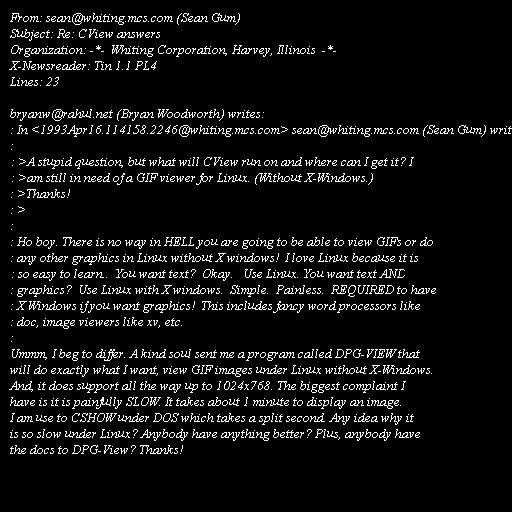 From: sean@whiting.mcs.com (Sean Gum)
Subject: Re: CView answers
Organization: -*- Whiting Corporation, Harvey, Illinois -*-
X-Newsreader: Tin 1.1 PL4
Lines: 23

bryanw@rahul.net (Bryan Woodworth) writes:
: In <1993Apr16.114158.2246@whiting.mcs.com> sean@whiting.mcs.com (Sean Gum) writ
:
: >A stupid question, but what will CView run on and where can I get it? I
: >am still in need of a GIF viewer for Linux. (Without X-Windows.)
: >Thanks!
: >
:
: Ho boy. There is no way in HELL you are going to be able to view GIFs or do
: any other graphics in Linux without X windows!  I love Linux because it is
: so easy to learn..  You want text?  Okay.   Use Linux. You want text AND
: graphics?  Use Linux with X windows.  Simple.  Painless.  REQUIRED to have
: X Windows if you want graphics!  This includes fancy word processors like
: doc, image viewers like xv, etc.
:
Ummm, I beg to differ. A kind soul sent me a program called DPG-VIEW that
will do exactly what I want, view GIF images under Linux without X-Windows.
And, it does support all the way up to 1024x768. The biggest complaint I
have is it is painfully SLOW. It takes about 1 minute to display an image.
I am use to CSHOW under DOS which takes a split second. Any idea why it
is so slow under Linux? Anybody have anything better? Plus, anybody have
the docs to DPG-View? Thanks!